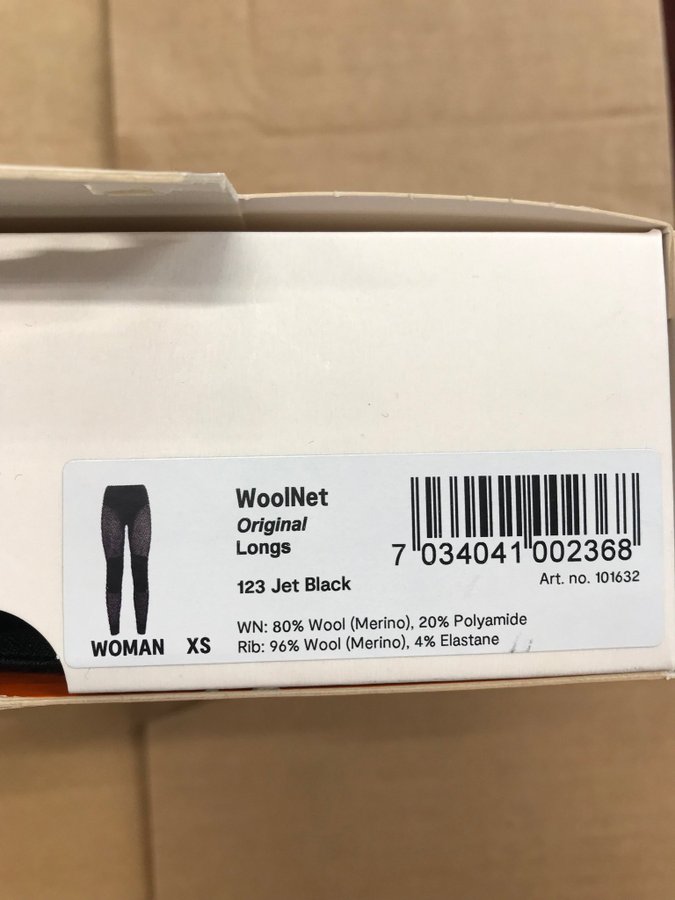 WoolNet
Original
Longs
123 Jet Black
WN: 80% Wool (Merino), 20% Polyamide
Rib: 96% Wool (Merino), 4% Elastane
WOMAN XS
7 034041 002368
Art. no. 101632